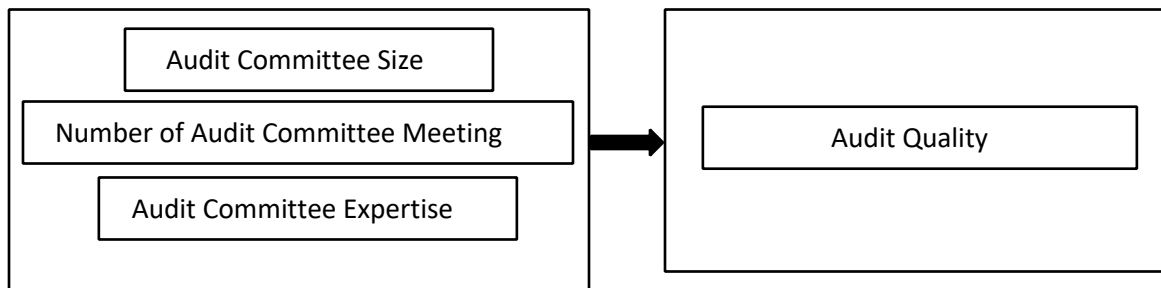 Audit Committee Size
Number of Audit Committee Meeting
Audit Committee Expertise
Audit Quality